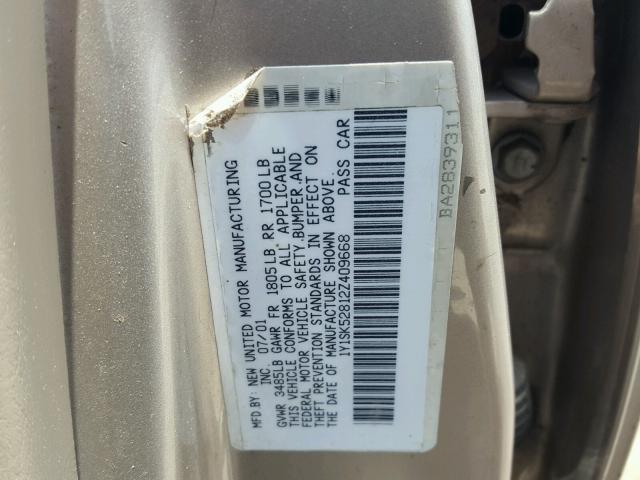 MFD BY: NEW UNITED MOTOR MANUFACTURING
INC. 07/01
GVWR 3485LB GAWR FR 1805LB RR 1700LB
THIS VEHICLE CONFORMS TO ALL APPLICABLE
FEDERAL MOTOR VEHICLE SAFETY.BUMPER.AND
THEFT PREVENTION STANDARDS IN EFFECT ON
THE DATE OF MANUFACTURE SHOWN ABOVE.
1Y1SK52812Z409668 PASS CAR
BA2839311